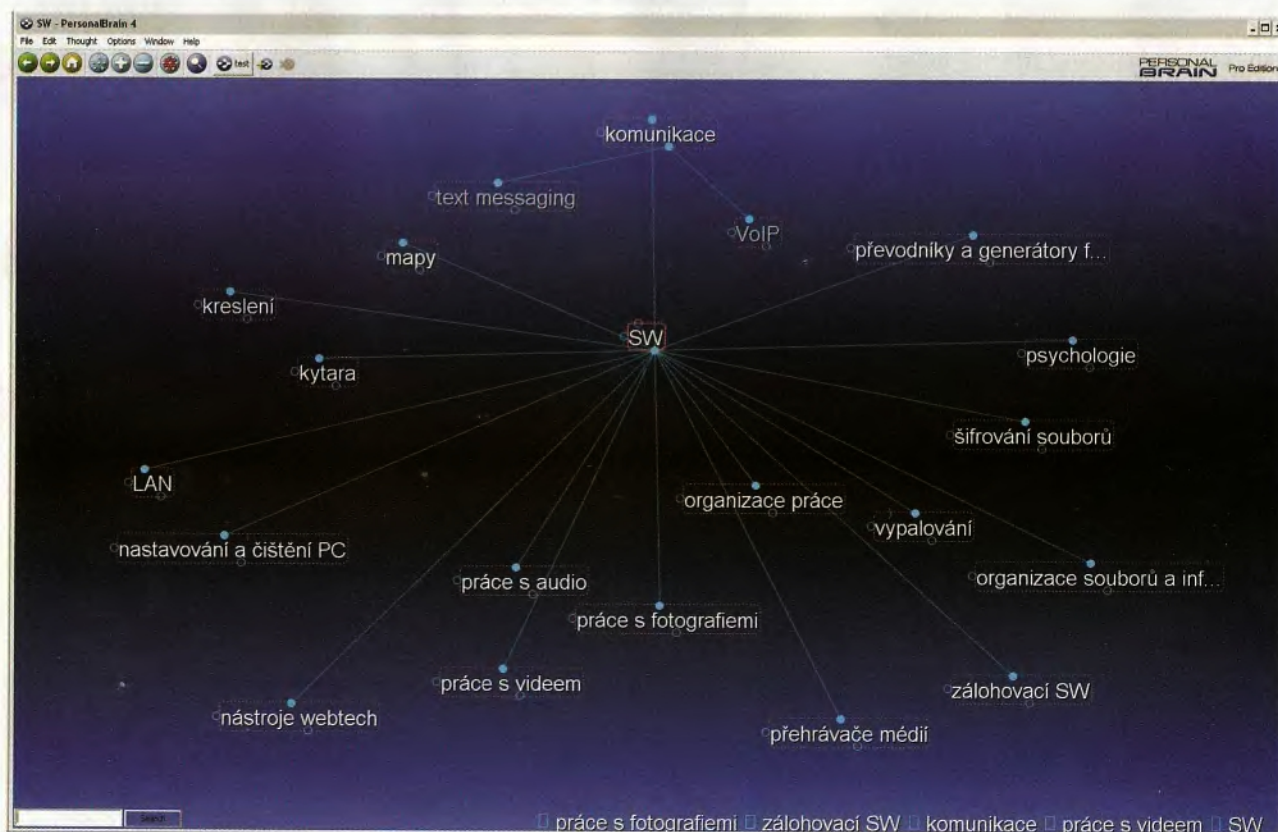 SW - PersonalBrain 4
File Edit Thought Options Window Help
test
PERSONAL BRAIN Pro Edition
komunikace
text messaging
VoIP
mapy
převodníky a generátory f...
kreslení
SW
psychologie
kytara
šifrování souborů
LAN
organizace práce
vypalování
nastavování a čištění PC
práce s audio
organizace souborů a inf...
práce s fotografiemi
práce s videem
zálohovací SW
nástroje webtech
přehrávače médií
Search
práce s fotografiemi zálohovací SW komunikace práce s videem SW